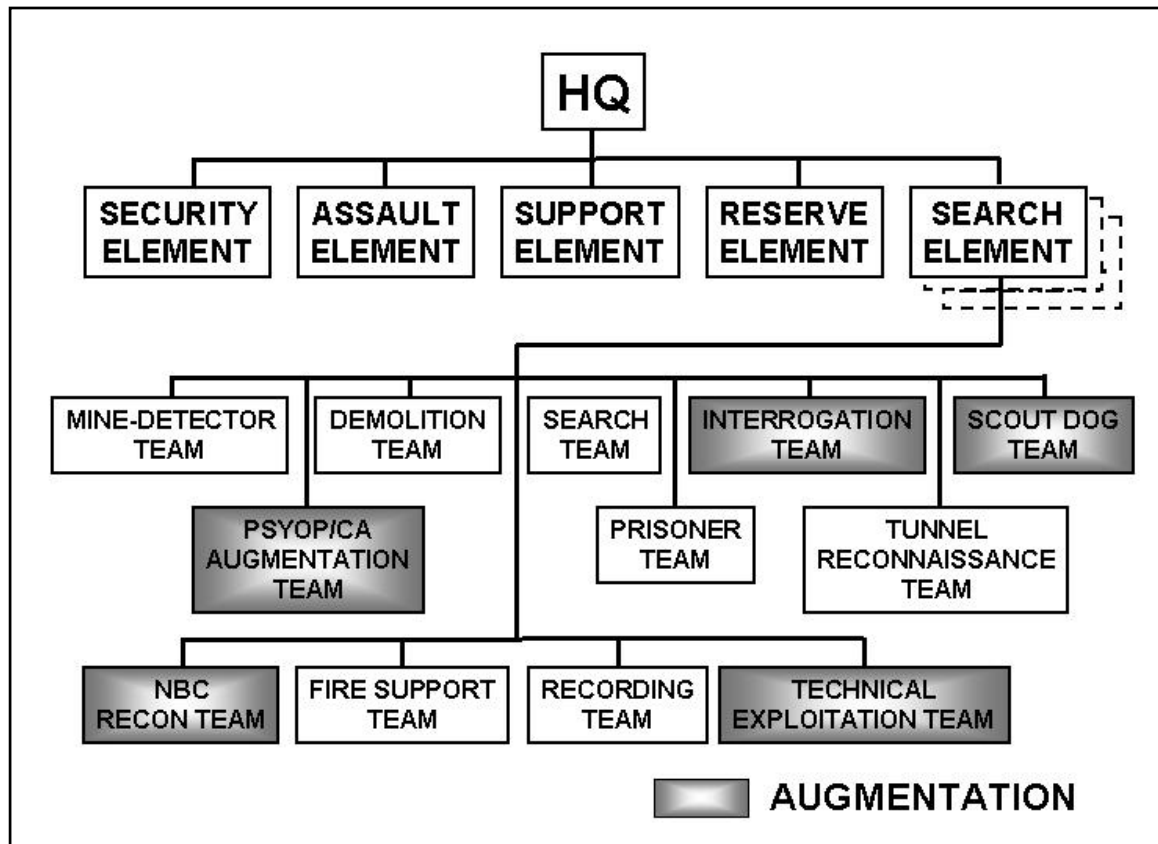 HQ
SECURITY
ELEMENT
ASSAULT
ELEMENT
SUPPORT
ELEMENT
RESERVE
ELEMENT
SEARCH
ELEMENT
MINE-DETECTOR
TEAM
DEMOLITION
TEAM
SEARCH
TEAM
INTERROGATION
TEAM
SCOUT DOG
TEAM
PSYOP/CA
AUGMENTATION
TEAM
PRISONER
TEAM
TUNNEL
RECONNAISSANCE
TEAM
NBC
RECON TEAM
FIRE SUPPORT
TEAM
RECORDING
TEAM
TECHNICAL
EXPLOITATION TEAM
AUGMENTATION